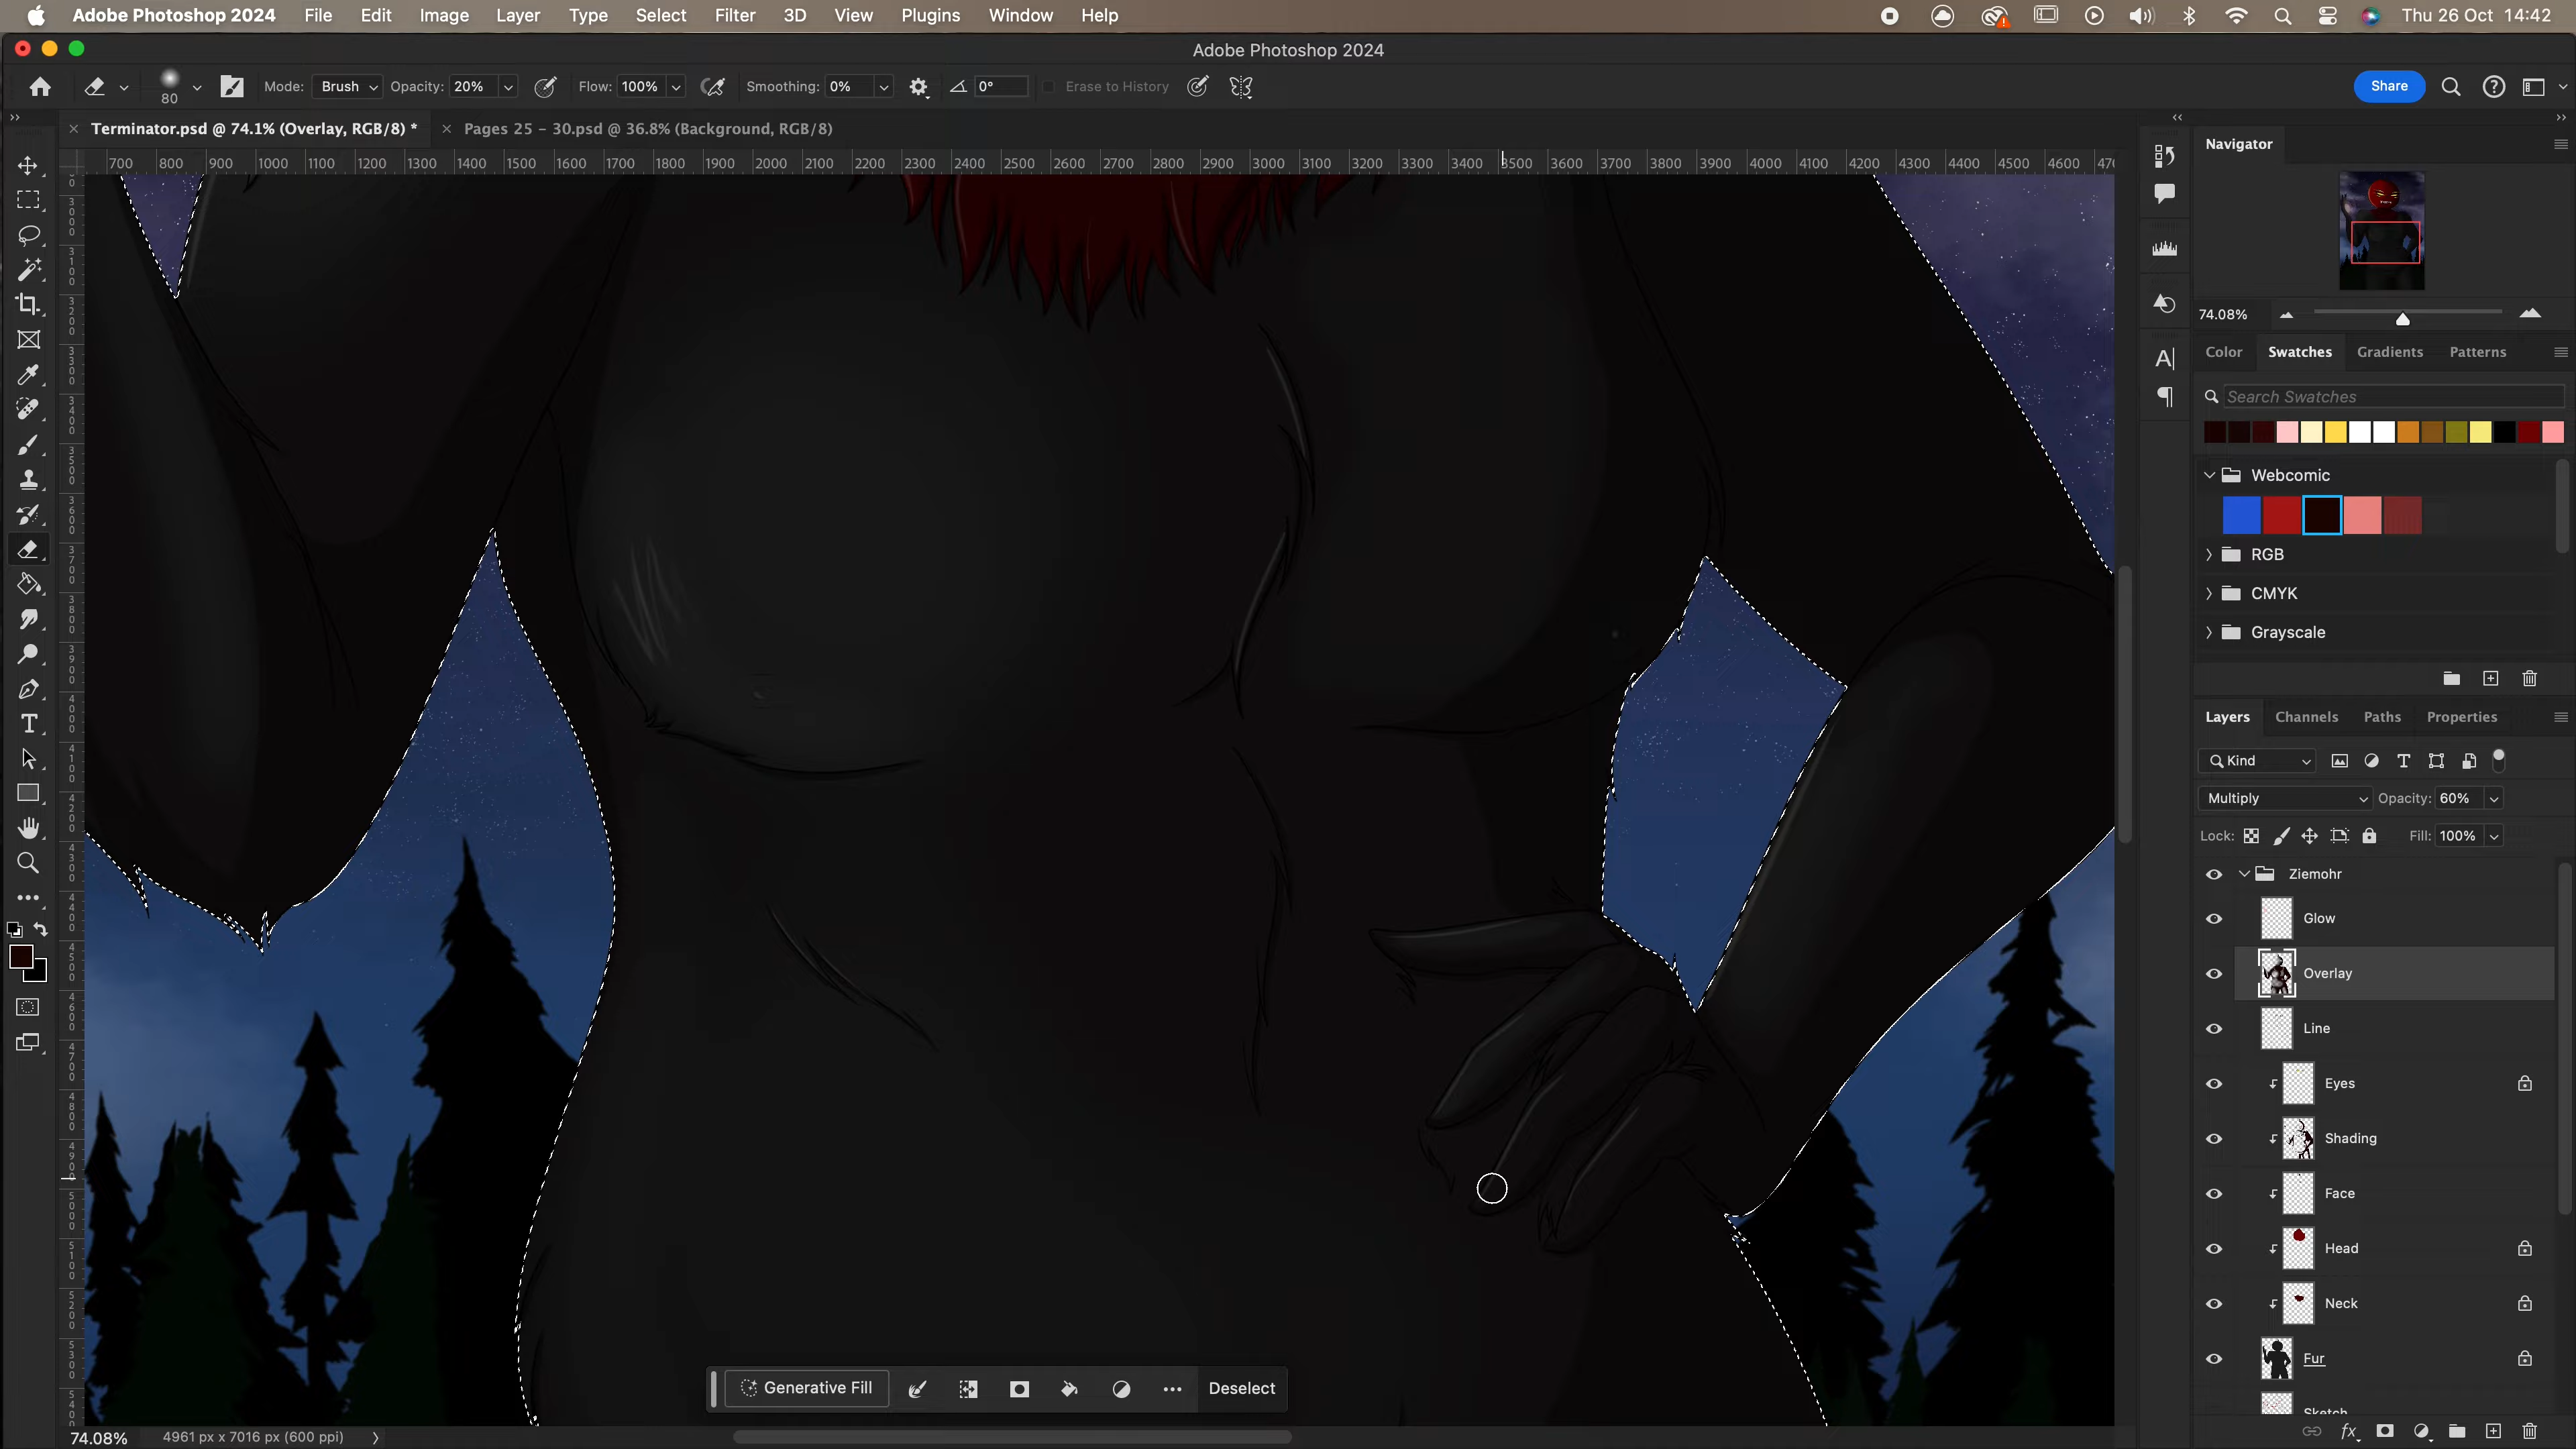 Adobe Photoshop 2024 File Edit Image Layer Type Select Filter 3D View Plugins Window Help Thu 26 Oct 14:42
Adobe Photoshop 2024
80 Mode: Brush Opacity: 20% Flow: 100% Smoothing: 0% 0° Erase to History Share
Terminator.psd @ 74.1% (Overlay, RGB/8) * Pages 25 – 30.psd @ 36.8% (Background, RGB/8)
700 800 900 1000 1100 1200 1300 1400 1500 1600 1700 1800 1900 2000 2100 2200 2300 2400 2500 2600 2700 2800 2900 3000 3100 3200 3300 3400 3500 3600 3700 3800 3900 4000 4100 4200 4300 4400 4500 4600
Navigator
74.08%
Color Swatches Gradients Patterns
Search Swatches
Webcomic
RGB
CMYK
Grayscale
Layers Channels Paths Properties
Kind
Multiply Opacity: 60%
Lock: Fill: 100%
Ziemohr
Glow
Overlay
Line
Eyes
Shading
Face
Head
Neck
Fur
Sketch
Generative Fill Deselect
74.08% 4961 px x 7016 px (600 ppi)